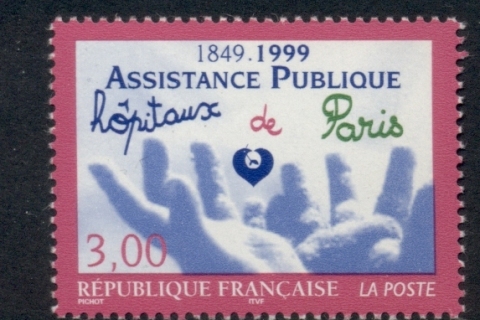 1849.1999
ASSISTANCE PUBLIQUE
hôpitaux de Paris
3,00
RÉPUBLIQUE FRANÇAISE LA POSTE
PICHOT ITVF